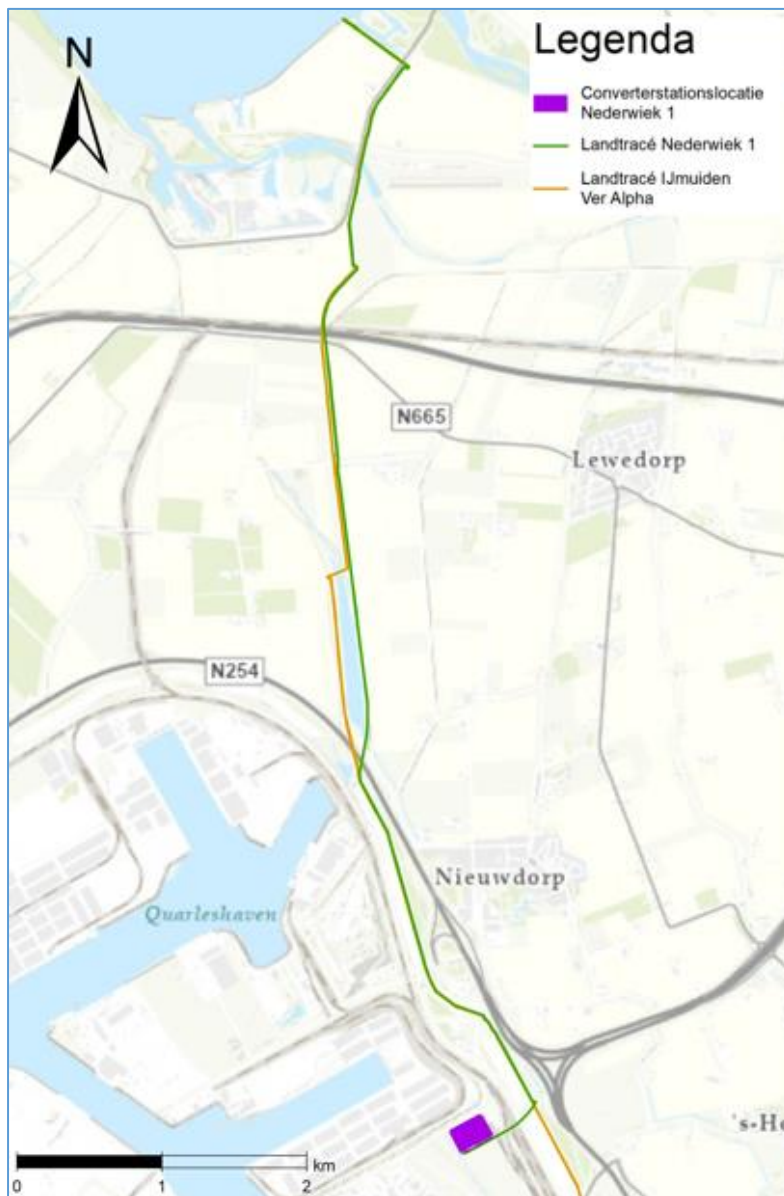 Legenda
N
Converterstationslocatie
Nederwiek 1
Landtracé Nederwiek 1
Landtracé IJmuiden
Ver Alpha
N665
Lewedorp
N254
Nieuwdorp
Quarleshaven
's-He
km
0 1 2